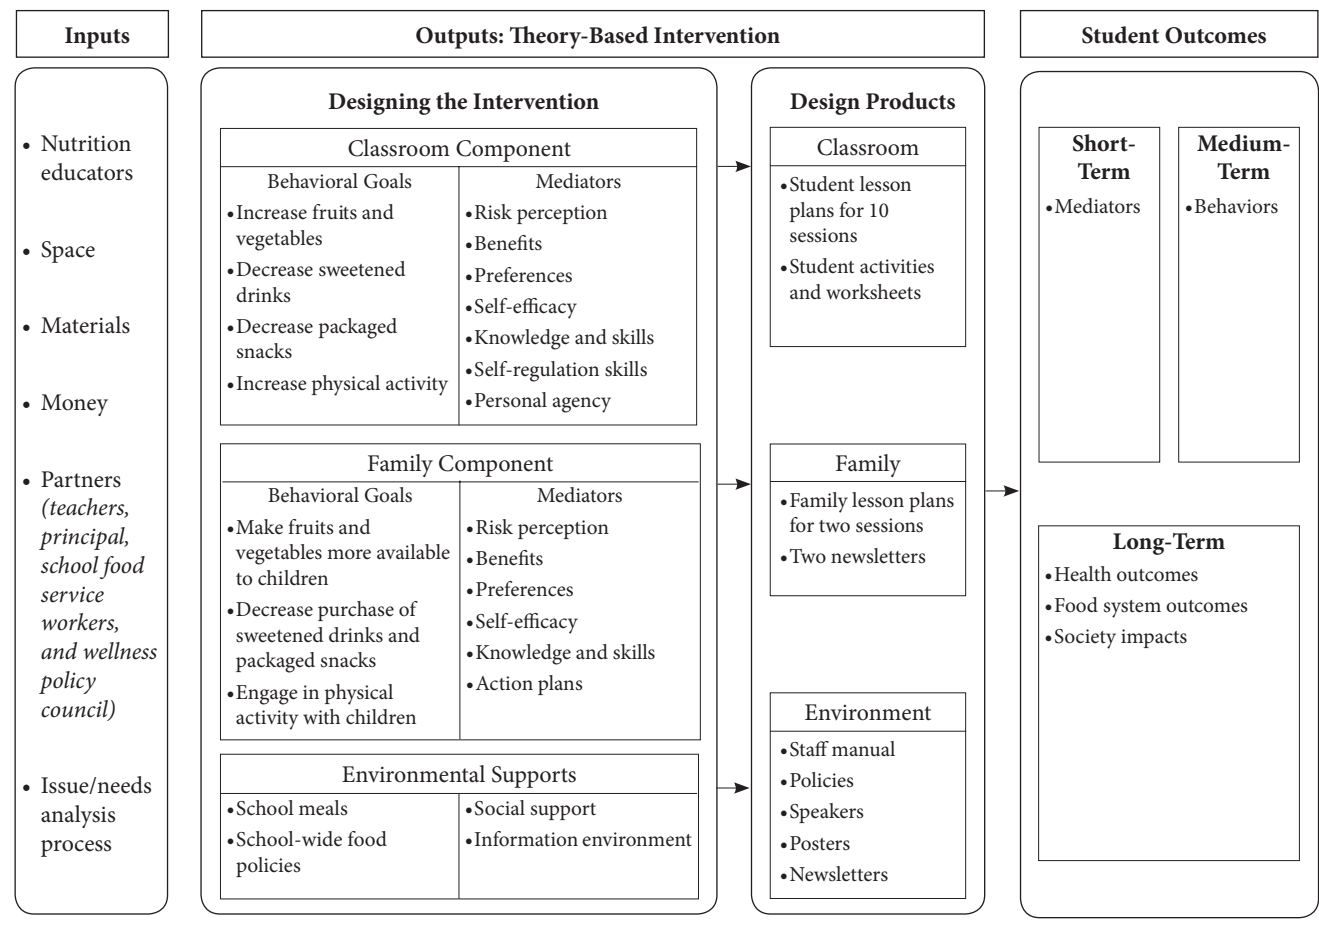 Inputs
• Nutrition
educators
• Space
• Materials
• Money
• Partners
(teachers,
principal,
school food
service
workers,
and wellness
policy
council)
• Issue/needs
analysis
process
Outputs: Theory-Based Intervention
Designing the Intervention
Classroom Component
Behavioral Goals
• Increase fruits and
vegetables
• Decrease sweetened
drinks
• Decrease packaged
snacks
• Increase physical activity
Mediators
• Risk perception
• Benefits
• Preferences
• Self-efficacy
• Knowledge and skills
• Self-regulation skills
• Personal agency
Family Component
Behavioral Goals
• Make fruits and
vegetables more available
to children
• Decrease purchase of
sweetened drinks and
packaged snacks
• Engage in physical
activity with children
Mediators
• Risk perception
• Benefits
• Preferences
• Self-efficacy
• Knowledge and skills
• Action plans
Environmental Supports
• School meals
• School-wide food
policies
• Social support
• Information environment
Design Products
Classroom
• Student lesson
plans for 10
sessions
• Student activities
and worksheets
Family
• Family lesson plans
for two sessions
• Two newsletters
Environment
• Staff manual
• Policies
• Speakers
• Posters
• Newsletters
Student Outcomes
Short-
Term
• Mediators
Medium-
Term
• Behaviors
Long-Term
• Health outcomes
• Food system outcomes
• Society impacts